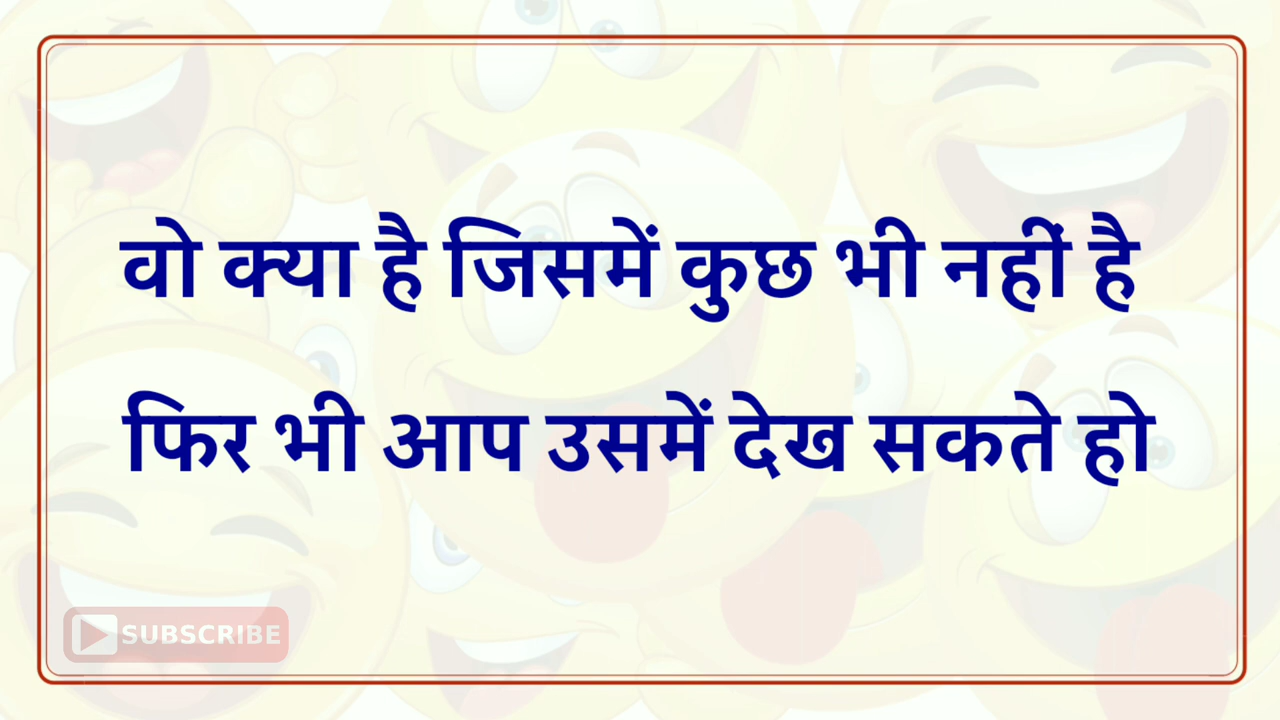 वो क्या है जिसमें कुछ भी नहीं है
फिर भी आप उसमें देख सकते हो
SUBSCRIBE